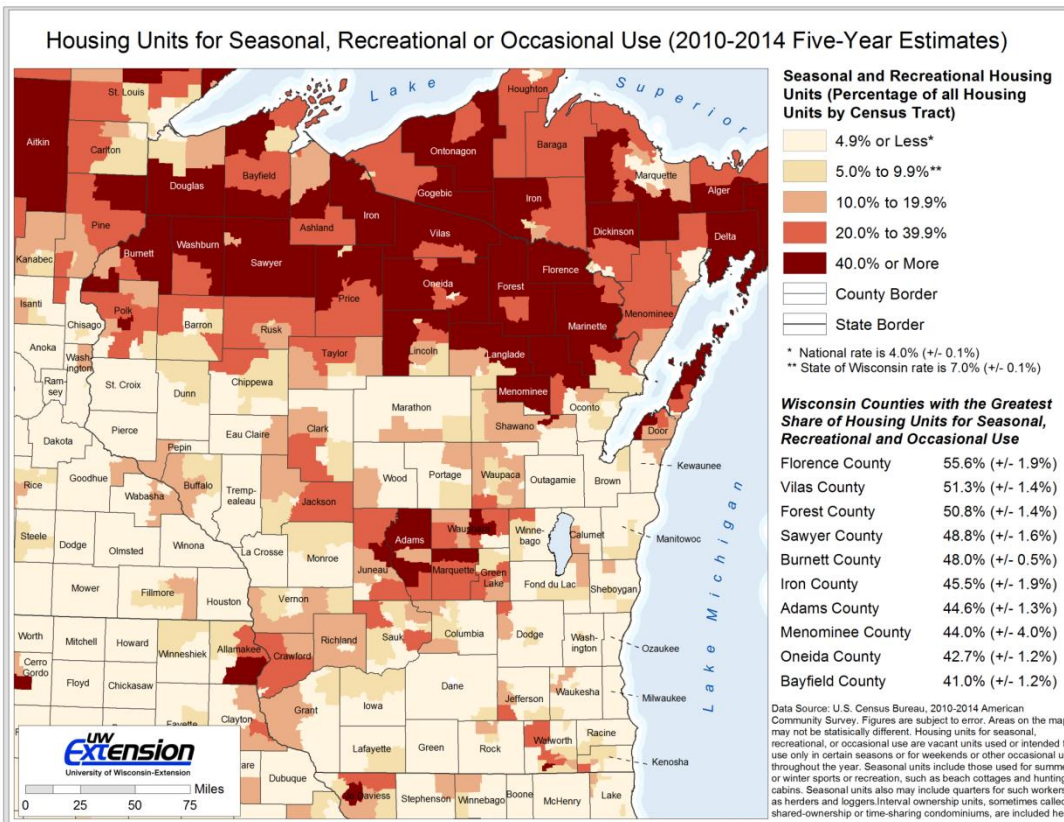 Housing Units for Seasonal, Recreational or Occasional Use (2010-2014 Five-Year Estimates)
Lake Superior
Lake Michigan
St. Louis
Aitkin
Carlton
Douglas
Bayfield
Houghton
Ontonagon
Baraga
Marquette
Alger
Gogebic
Iron
Iron
Dickinson
Delta
Pine
Burnett
Washburn
Sawyer
Ashland
Vilas
Florence
Kanabec
Oneida
Forest
Price
Marinette
Menominee
Isanti
Polk
Barron
Rusk
Chisago
Lincoln
Langlade
Taylor
Anoka
Wash-
ington
Ram-
sey
St. Croix
Dunn
Chippewa
Menominee
Oconto
Marathon
Shawano
Door
Dakota
Pierce
Pepin
Eau Claire
Clark
Kewaunee
Goodhue
Wabasha
Buffalo
Tremp-
ealeau
Wood
Portage
Waupaca
Outagamie
Brown
Rice
Jackson
Steele
Dodge
Olmsted
Winona
La Crosse
Monroe
Adams
Juneau
Waushara
Winne-
bago
Calumet
Manitowoc
Marquette
Green
Lake
Fond du Lac
Sheboygan
Mower
Fillmore
Houston
Vernon
Sauk
Columbia
Dodge
Wash-
ington
Ozaukee
Worth
Mitchell
Howard
Winneshiek
Allamakee
Crawford
Richland
Cerro
Gordo
Floyd
Chickasaw
Dane
Jefferson
Waukesha
Milwaukee
Fayette
Clayton
Grant
Iowa
Lafayette
Green
Rock
Walworth
Racine
Kenosha
Dubuque
Stephenson
Winnebago
Boone
McHenry
Lake
UW
Extension
University of Wisconsin-Extension
0 25 50 75 Miles
Seasonal and Recreational Housing
Units (Percentage of all Housing
Units by Census Tract)
4.9% or Less*
5.0% to 9.9%**
10.0% to 19.9%
20.0% to 39.9%
40.0% or More
County Border
State Border
* National rate is 4.0% (+/- 0.1%)
** State of Wisconsin rate is 7.0% (+/- 0.1%)
Wisconsin Counties with the Greatest
Share of Housing Units for Seasonal,
Recreational and Occasional Use
Florence County 55.6% (+/- 1.9%)
Vilas County 51.3% (+/- 1.4%)
Forest County 50.8% (+/- 1.4%)
Sawyer County 48.8% (+/- 1.6%)
Burnett County 48.0% (+/- 0.5%)
Iron County 45.5% (+/- 1.9%)
Adams County 44.6% (+/- 1.3%)
Menominee County 44.0% (+/- 4.0%)
Oneida County 42.7% (+/- 1.2%)
Bayfield County 41.0% (+/- 1.2%)
Data Source: U.S. Census Bureau, 2010-2014 American
Community Survey. Figures are subject to error. Areas on the map
may not be statisically different. Housing units for seasonal,
recreational, or occasional use are vacant units used or intended
use only in certain seasons or for weekends or other occasional
throughout the year. Seasonal units include those used for
or winter sports or recreation, such as beach cottages and hunting
cabins. Seasonal units also may include quarters for such workers
as herders and loggers.Interval ownership units, sometimes called
shared-ownership or time-sharing condominiums, are included